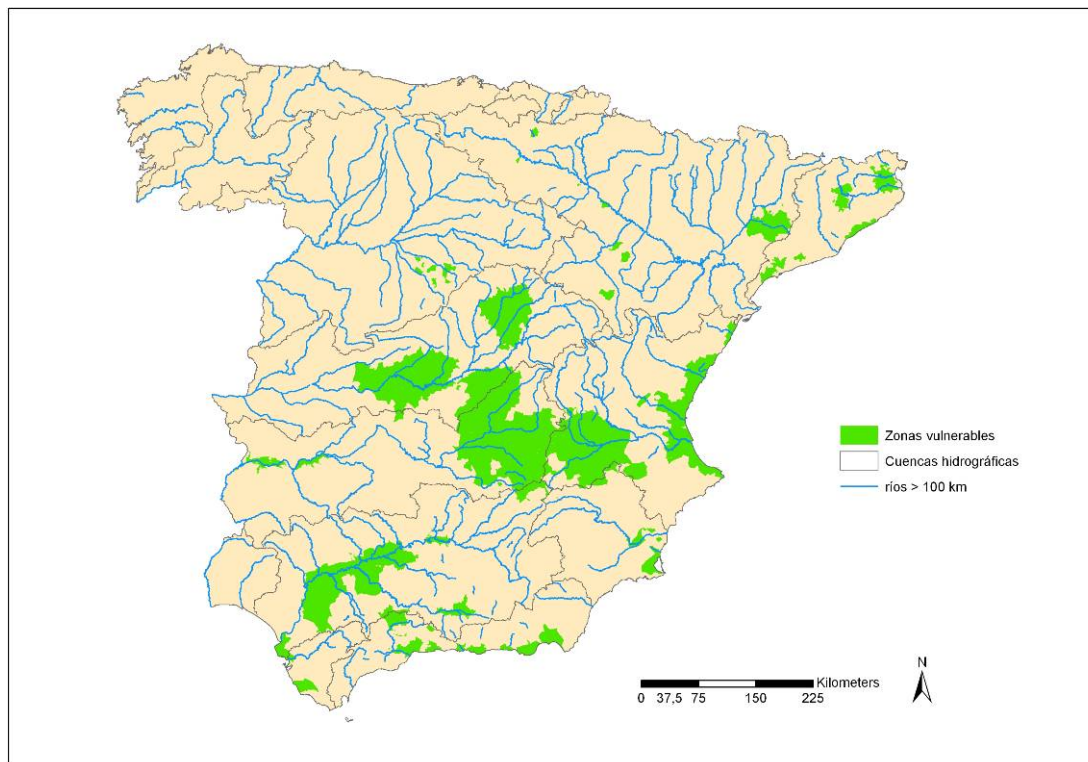 Zonas vulnerables
Cuencas hidrográficas
ríos > 100 km
N
Kilometers
0 37,5 75 150 225